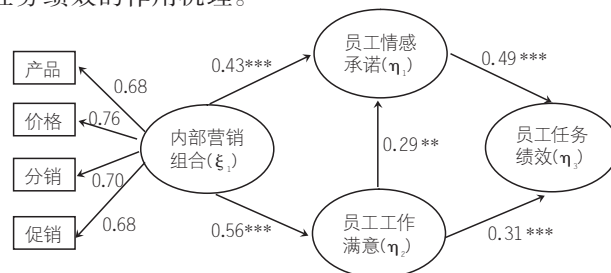 任务绩效的作用机理。
产品
价格
分销
促销
0.68
0.76
0.70
0.68
内部营销
组合(ξ₁)
0.43***
0.56***
员工情感
承诺(η₁)
0.29**
员工工作
满意(η₂)
0.49***
0.31***
员工任务
绩效(η₃)